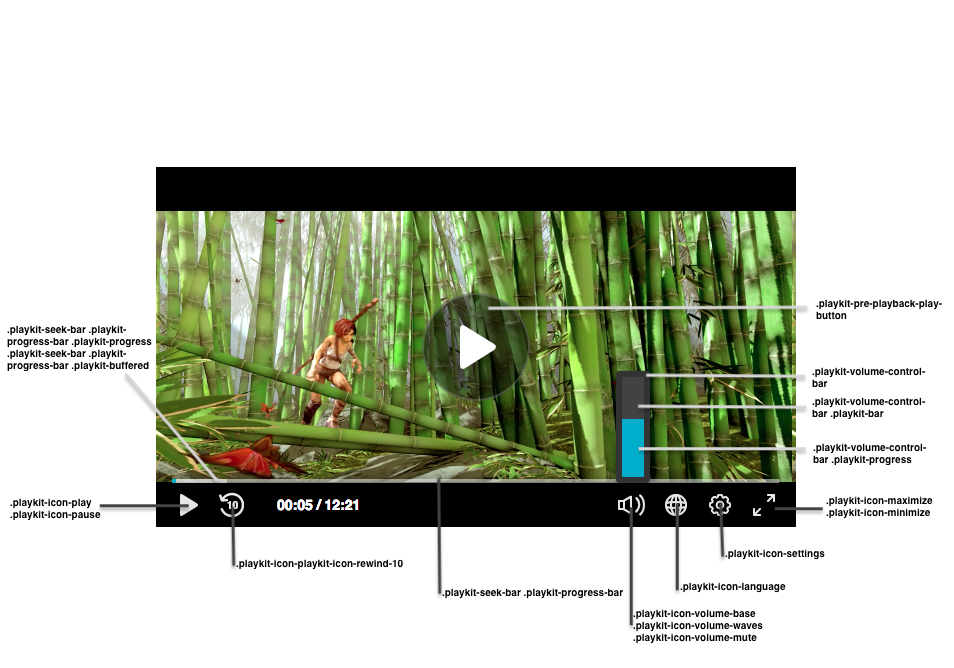 .playkit-pre-playback-play-
button
.playkit-seek-bar .playkit-
progress-bar .playkit-progress
.playkit-seek-bar .playkit-
progress-bar .playkit-buffered
.playkit-volume-control-
bar
.playkit-volume-control-
bar .playkit-bar
.playkit-volume-control-
bar .playkit-progress
.playkit-icon-play
.playkit-icon-pause
10
00:05 / 12:21
.playkit-icon-maximize
.playkit-icon-minimize
.playkit-icon-settings
.playkit-icon-playkit-icon-rewind-10
.playkit-icon-language
.playkit-seek-bar .playkit-progress-bar
.playkit-icon-volume-base
.playkit-icon-volume-waves
.playkit-icon-volume-mute